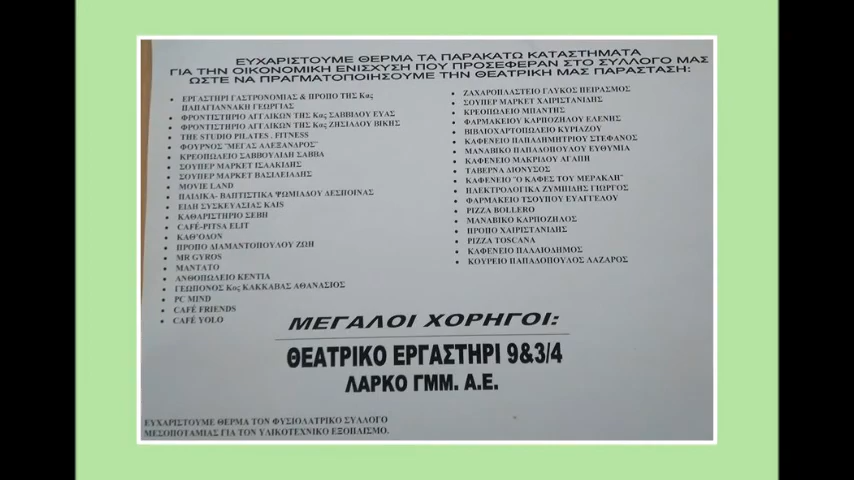 ΕΥΧΑΡΙΣΤΟΥΜΕ ΘΕΡΜΑ ΤΑ ΠΑΡΑΚΑΤΩ ΚΑΤΑΣΤΗΜΑΤΑ
ΓΙΑ ΤΗΝ ΟΙΚΟΝΟΜΙΚΗ ΕΝΙΣΧΥΣΗ ΠΟΥ ΠΡΟΣΕΦΕΡΑΝ ΣΤΟ ΣΥΛΛΟΓΟ ΜΑΣ
ΩΣΤΕ ΝΑ ΠΡΑΓΜΑΤΟΠΟΙΗΣΟΥΜΕ ΤΗΝ ΘΕΑΤΡΙΚΗ ΜΑΣ ΠΑΡΑΣΤΑΣΗ:
• ΕΡΓΑΣΤΗΡΙ ΓΑΣΤΡΟΝΟΜΙΑΣ & ΠΡΟΠΟ ΤΗΣ Κας
ΠΑΠΑΓΙΑΝΝΑΚΗ ΓΕΩΡΓΙΑΣ
• ΦΡΟΝΤΙΣΤΗΡΙΟ ΑΓΓΛΙΚΩΝ ΤΗΣ Κας ΣΑΒΒΙΔΟΥ ΕΥΑΣ
• ΦΡΟΝΤΙΣΤΗΡΙΟ ΑΓΓΛΙΚΩΝ ΤΗΣ Κας ΖΗΣΙΑΔΟΥ ΒΙΚΗΣ
• THE STUDIO PILATES . FITNESS
• ΦΟΥΡΝΟΣ "ΜΕΓΑΣ ΑΛΕΞΑΝΔΡΟΣ"
• ΚΡΕΟΠΩΛΕΙΟ ΣΑΒΒΟΥΛΙΔΗ ΣΑΒΒΑ
• ΣΟΥΠΕΡ ΜΑΡΚΕΤ ΙΣΑΑΚΙΔΗΣ
• ΣΟΥΠΕΡ ΜΑΡΚΕΤ ΒΑΣΙΛΕΙΑΔΗΣ
• MOVIE LAND
• ΠΑΙΔΙΚΑ- ΒΑΠΤΙΣΤΙΚΑ ΨΩΜΙΑΔΟΥ ΔΕΣΠΟΙΝΑΣ
• ΕΙΔΗ ΣΥΣΚΕΥΑΣΙΑΣ KAIS
• ΚΑΘΑΡΙΣΤΗΡΙΟ ΣΕΒΗ
• CAFÉ-PITSA ELIT
• ΚΑΘ'ΟΔΟΝ
• ΠΡΟΠΟ ΔΙΑΜΑΝΤΟΠΟΥΛΟΥ ΖΩΗ
• MR GYROS
• ΜΑΝΤΑΤΟ
• ΑΝΘΟΠΩΛΕΙΟ ΚΕΝΤΙΑ
• ΓΕΩΠΟΝΟΣ Κος ΚΑΚΚΑΒΑΣ ΑΘΑΝΑΣΙΟΣ
• PC MIND
• CAFÉ FRIENDS
• CAFÉ YOLO
• ΖΑΧΑΡΟΠΛΑΣΤΕΙΟ ΓΛΥΚΟΣ ΠΕΙΡΑΣΜΟΣ
• ΣΟΥΠΕΡ ΜΑΡΚΕΤ ΧΑΙΡΙΣΤΑΝΙΔΗΣ
• ΚΡΕΟΠΩΛΕΙΟ ΜΠΑΝΤΗΣ
• ΦΑΡΜΑΚΕΙΟΥ ΚΑΡΠΟΖΗΛΟΥ ΕΛΕΝΗΣ
• ΒΙΒΛΙΟΧΑΡΤΟΠΩΛΕΙΟ ΚΥΡΙΑΖΟΥ
• ΚΑΦΕΝΕΙΟ ΠΑΠΑΔΗΜΗΤΡΙΟΥ ΣΤΕΦΑΝΟΣ
• ΜΑΝΑΒΙΚΟ ΠΑΠΑΔΟΠΟΥΛΟΥ ΕΥΘΥΜΙΑ
• ΚΑΦΕΝΕΙΟ ΜΑΚΡΙΔΟΥ ΑΓΑΠΗ
• ΤΑΒΕΡΝΑ ΔΙΟΝΥΣΟΣ
• ΚΑΦΕΝΕΙΟ "Ο ΚΑΦΕΣ ΤΟΥ ΜΕΡΑΚΛΗ"
• ΗΛΕΚΤΡΟΛΟΓΙΚΑ ΖΥΜΠΙΔΗΣ ΓΙΩΡΓΟΣ
• ΦΑΡΜΑΚΕΙΟ ΤΣΟΥΠΟΥ ΕΥΑΓΓΕΛΟΥ
• PIZZA BOLLERO
• ΜΑΝΑΒΙΚΟ ΚΑΡΠΟΖΗΛΟΣ
• ΠΡΟΠΟ ΧΑΙΡΙΣΤΑΝΙΔΗΣ
• PIZZA TOSCANA
• ΚΑΦΕΝΕΙΟ ΠΑΛΑΙΟΔΗΜΟΣ
• ΚΟΥΡΕΙΟ ΠΑΠΑΔΟΠΟΥΛΟΣ ΛΑΖΑΡΟΣ
ΜΕΓΑΛΟΙ ΧΟΡΗΓΟΙ:
ΘΕΑΤΡΙΚΟ ΕΡΓΑΣΤΗΡΙ 9&3/4
ΛΑΡΚΟ ΓΜΜ. Α.Ε.
ΕΥΧΑΡΙΣΤΟΥΜΕ ΘΕΡΜΑ ΤΟΝ ΦΥΣΙΟΛΑΤΡΙΚΟ ΣΥΛΛΟΓΟ
ΜΕΣΟΠΟΤΑΜΙΑΣ ΓΙΑ ΤΟΝ ΥΛΙΚΟΤΕΧΝΙΚΟ ΕΞΟΠΛΙΣΜΟ.